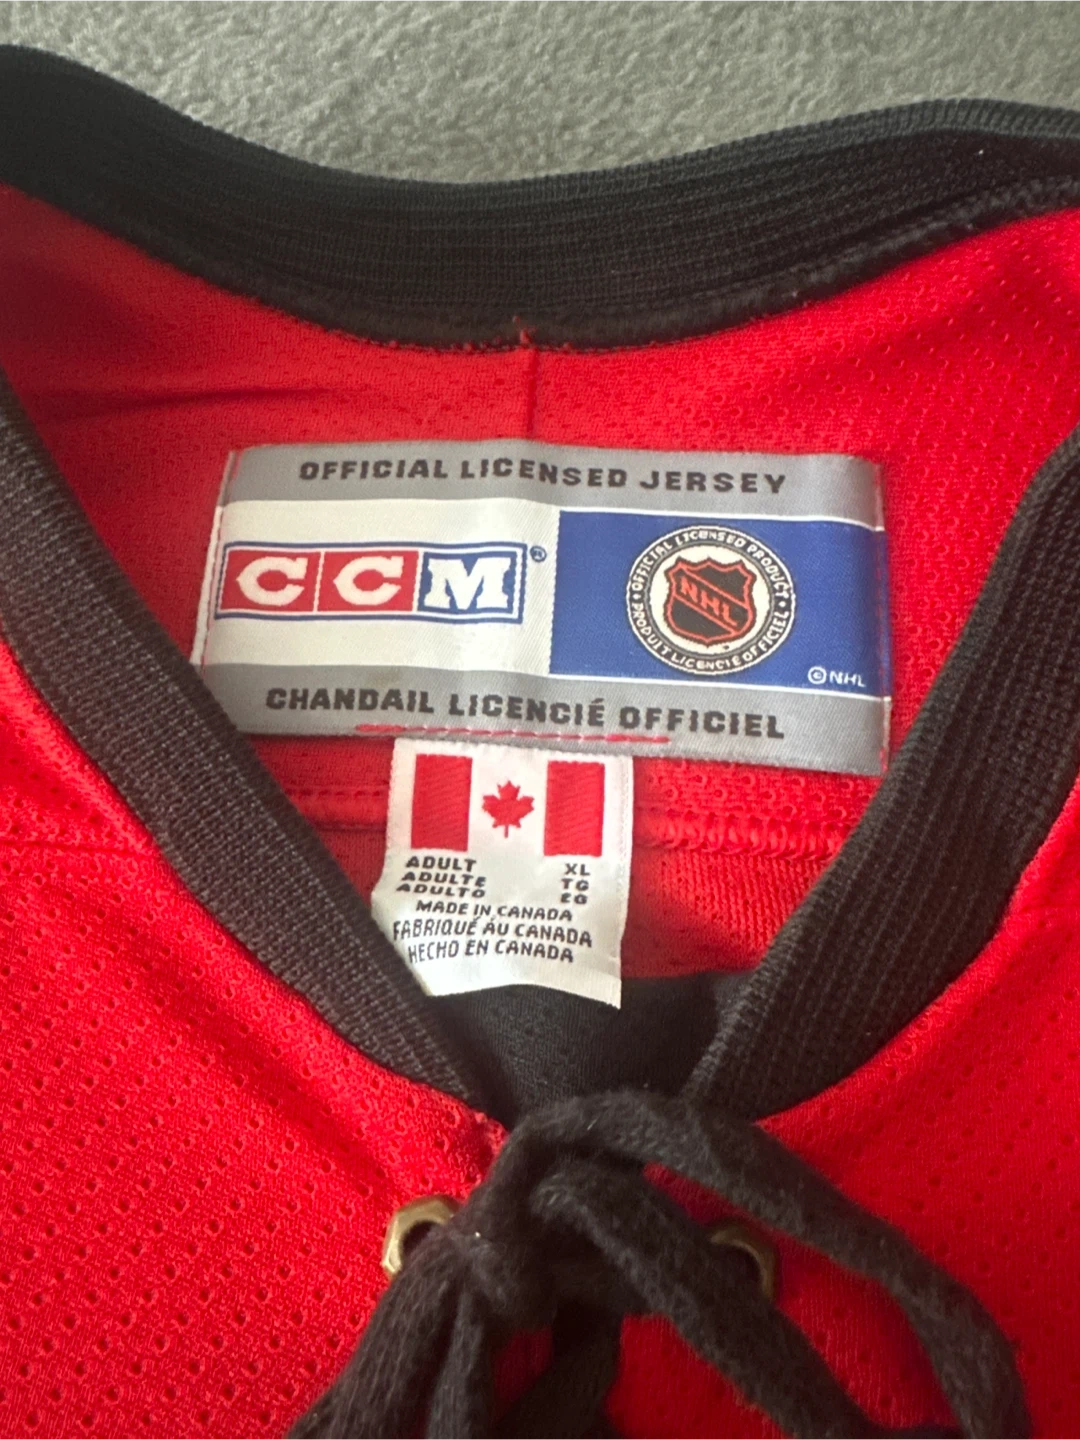 OFFICIAL LICENSED JERSEY
CCM®
OFFICIAL LICENSED PRODUCT
NHL
PRODUIT LICENCIÉ OFFICIEL
©NHL
CHANDAIL LICENCIÉ OFFICIEL
ADULT XL
ADULTE TG
ADULTO EG
MADE IN CANADA
FABRIQUÉ AU CANADA
HECHO EN CANADA